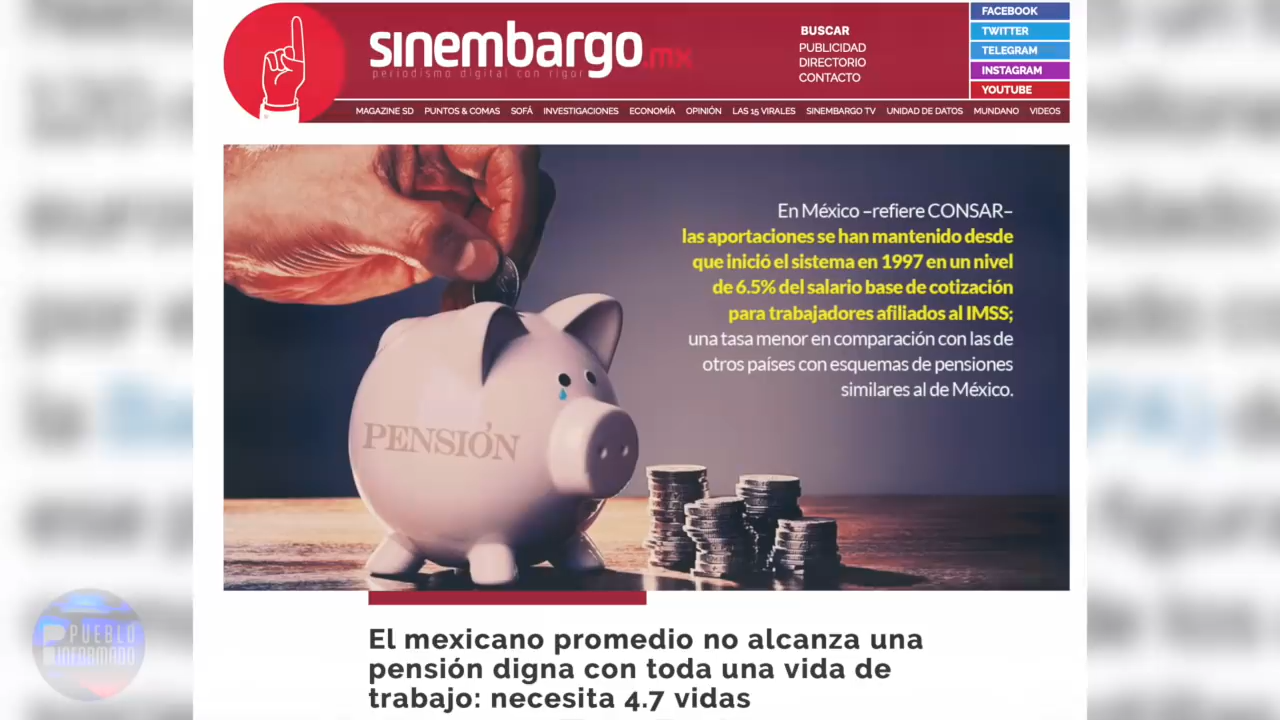 sinembargo.mx
periodismo digital con rigor
BUSCAR
PUBLICIDAD
DIRECTORIO
CONTACTO
FACEBOOK
TWITTER
TELEGRAM
INSTAGRAM
YOUTUBE
MAGAZINE SD PUNTOS & COMAS SOFÁ INVESTIGACIONES ECONOMÍA OPINIÓN LAS 15 VIRALES SINEMBARGO TV UNIDAD DE DATOS MUNDANO VIDEOS
En México –refiere CONSAR–
las aportaciones se han mantenido desde
que inició el sistema en 1997 en un nivel
de 6.5% del salario base de cotización
para trabajadores afiliados al IMSS;
una tasa menor en comparación con las de
otros países con esquemas de pensiones
similares al de México.
PENSIÓN
El mexicano promedio no alcanza una
pensión digna con toda una vida de
trabajo: necesita 4.7 vidas
PUEBLO
INFORMADO